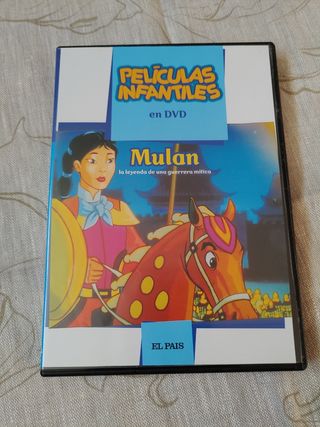 PELÍCULAS
INFANTILES
en DVD
Mulan
la leyenda de una guerrera mítica
EL PAIS